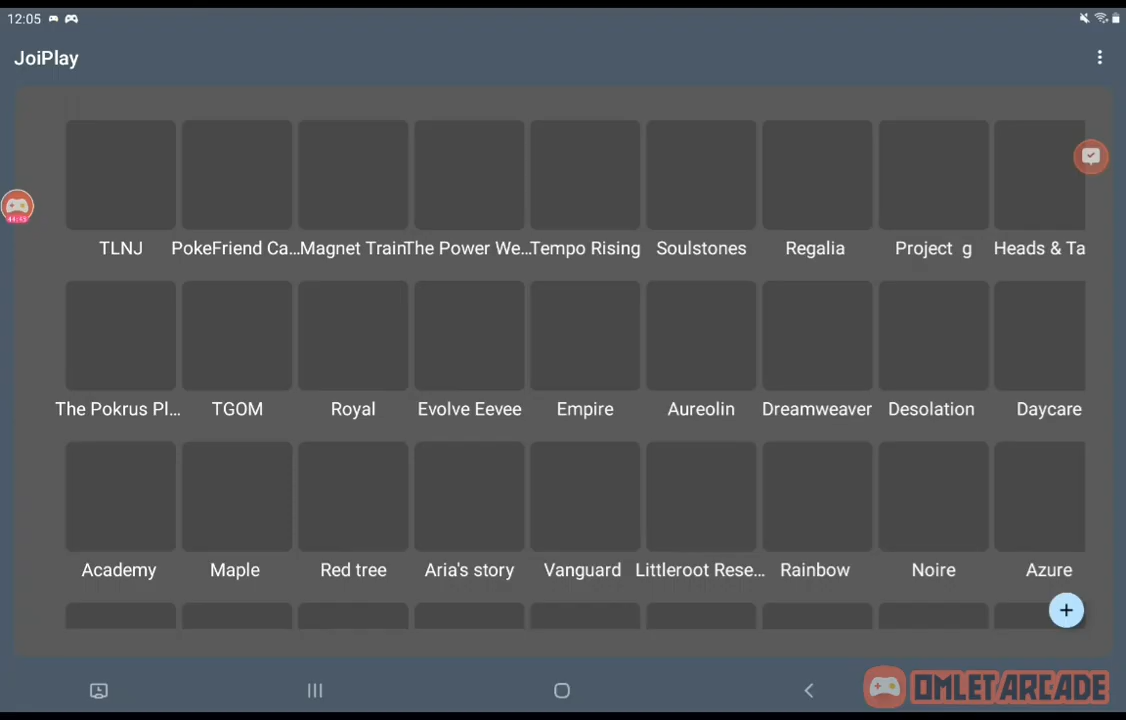 12:05
JoiPlay
TLNJ PokeFriend Ca... Magnet Train The Power We... Tempo Rising Soulstones Regalia Project g Heads & Ta
The Pokrus Pl... TGOM Royal Evolve Eevee Empire Aureolin Dreamweaver Desolation Daycare
Academy Maple Red tree Aria's story Vanguard Littleroot Rese... Rainbow Noire Azure
OMLET ARCADE